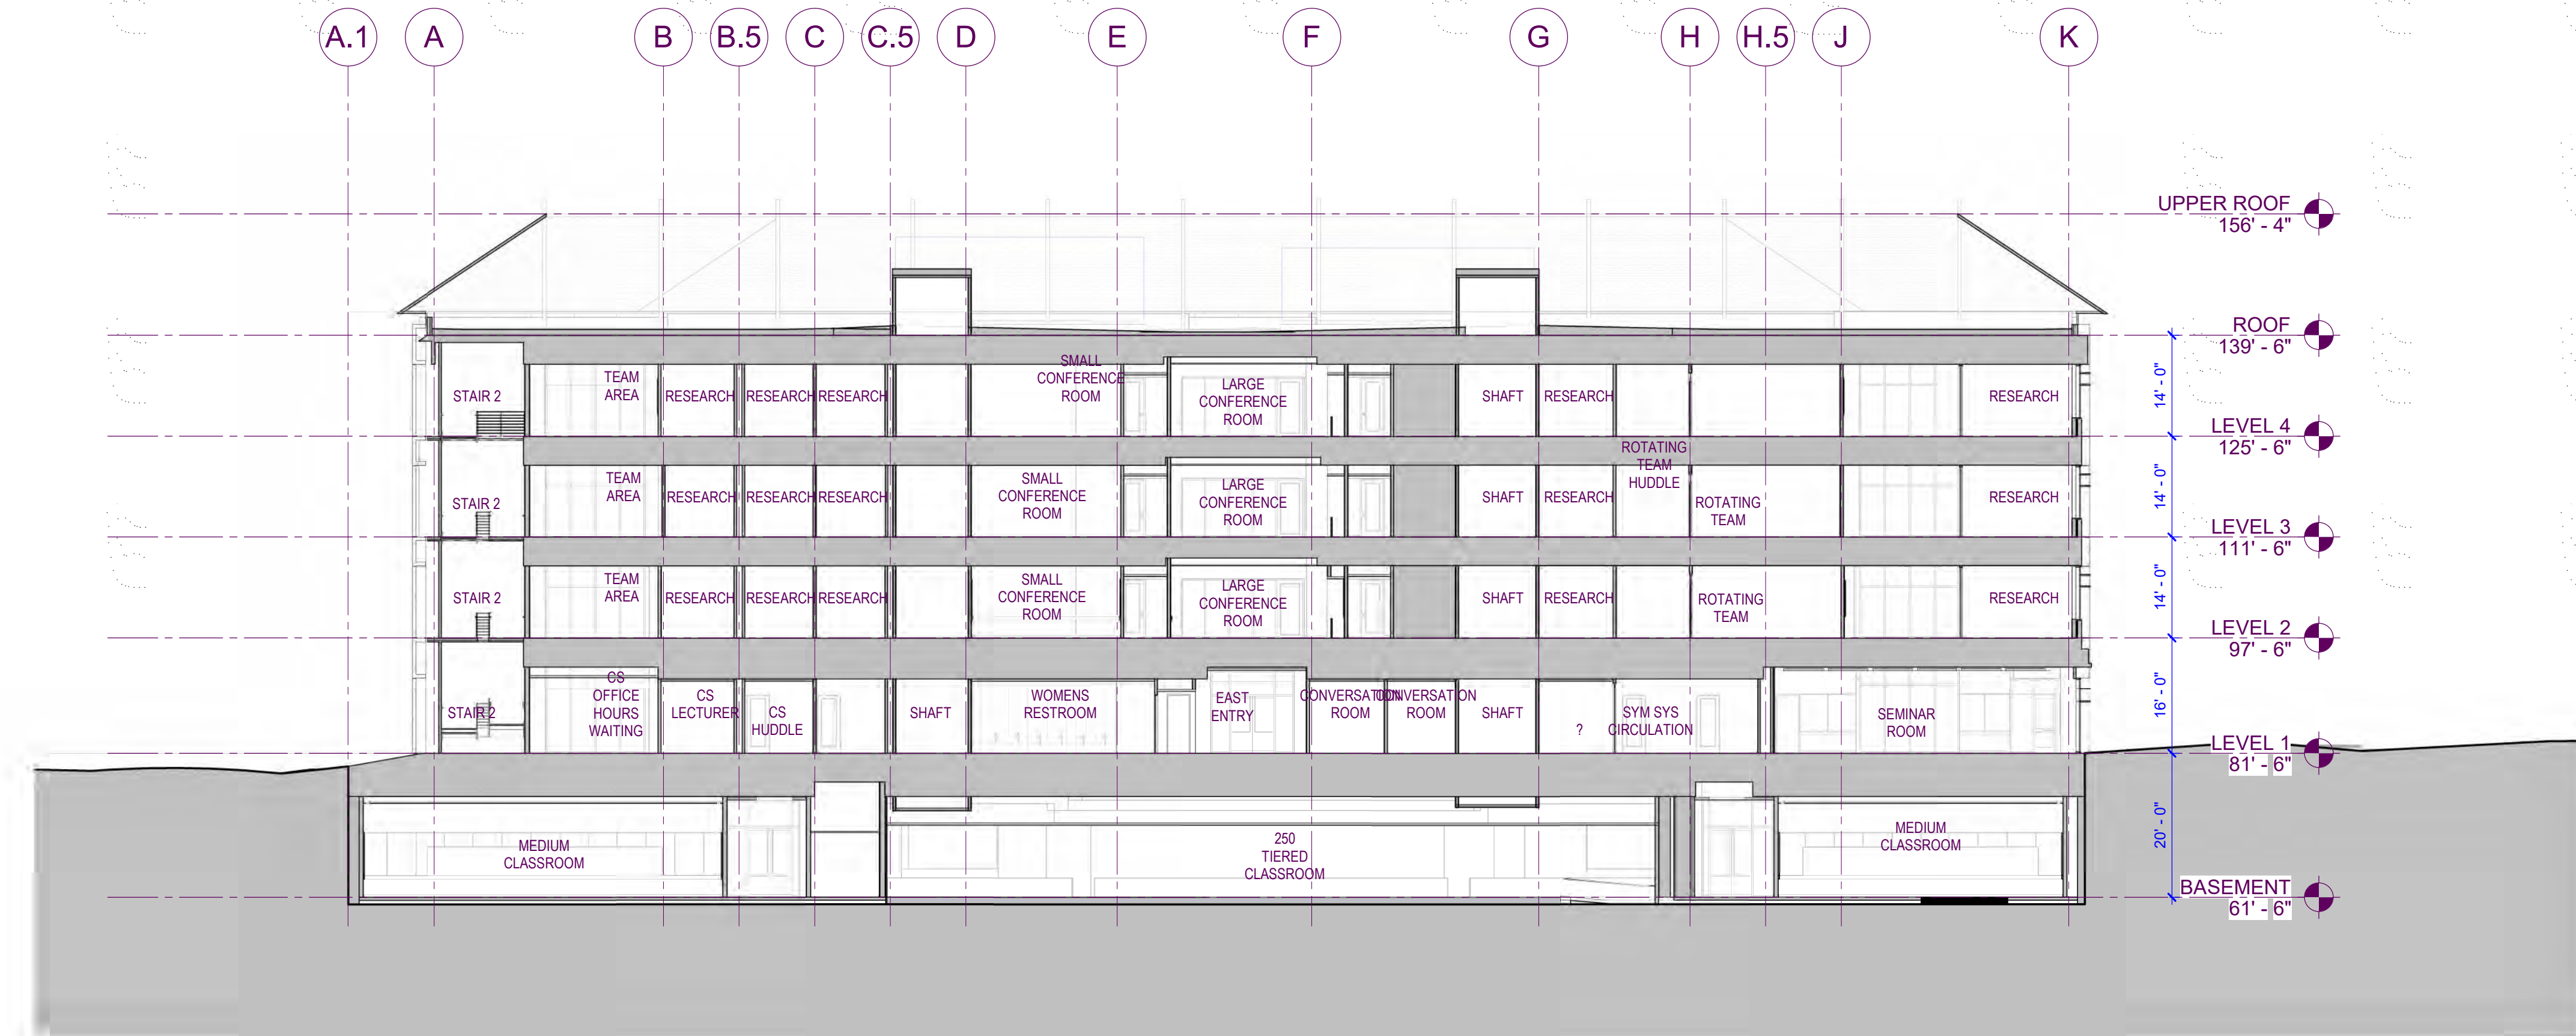 A.1 A B B.5 C C.5 D E F G H H.5 J K
UPPER ROOF
156' - 4"
ROOF
139' - 6"
14' - 0"
STAIR 2
TEAM
AREA
RESEARCH
RESEARCH
RESEARCH
SMALL
CONFERENCE
ROOM
LARGE
CONFERENCE
ROOM
SHAFT
RESEARCH
RESEARCH
LEVEL 4
125' - 6"
14' - 0"
STAIR 2
TEAM
AREA
RESEARCH
RESEARCH
RESEARCH
SMALL
CONFERENCE
ROOM
LARGE
CONFERENCE
ROOM
SHAFT
RESEARCH
ROTATING
TEAM
HUDDLE
ROTATING
TEAM
RESEARCH
LEVEL 3
111' - 6"
14' - 0"
STAIR 2
TEAM
AREA
RESEARCH
RESEARCH
RESEARCH
SMALL
CONFERENCE
ROOM
LARGE
CONFERENCE
ROOM
SHAFT
RESEARCH
ROTATING
TEAM
RESEARCH
LEVEL 2
97' - 6"
16' - 0"
STAIR 2
CS
OFFICE
HOURS
WAITING
CS
LECTURER
CS
HUDDLE
SHAFT
WOMENS
RESTROOM
EAST
ENTRY
CONVERSATION
ROOM
CONVERSATION
ROOM
SHAFT
?
SYM SYS
CIRCULATION
SEMINAR
ROOM
LEVEL 1
81' - 6"
20' - 0"
MEDIUM
CLASSROOM
250
TIERED
CLASSROOM
MEDIUM
CLASSROOM
BASEMENT
61' - 6"